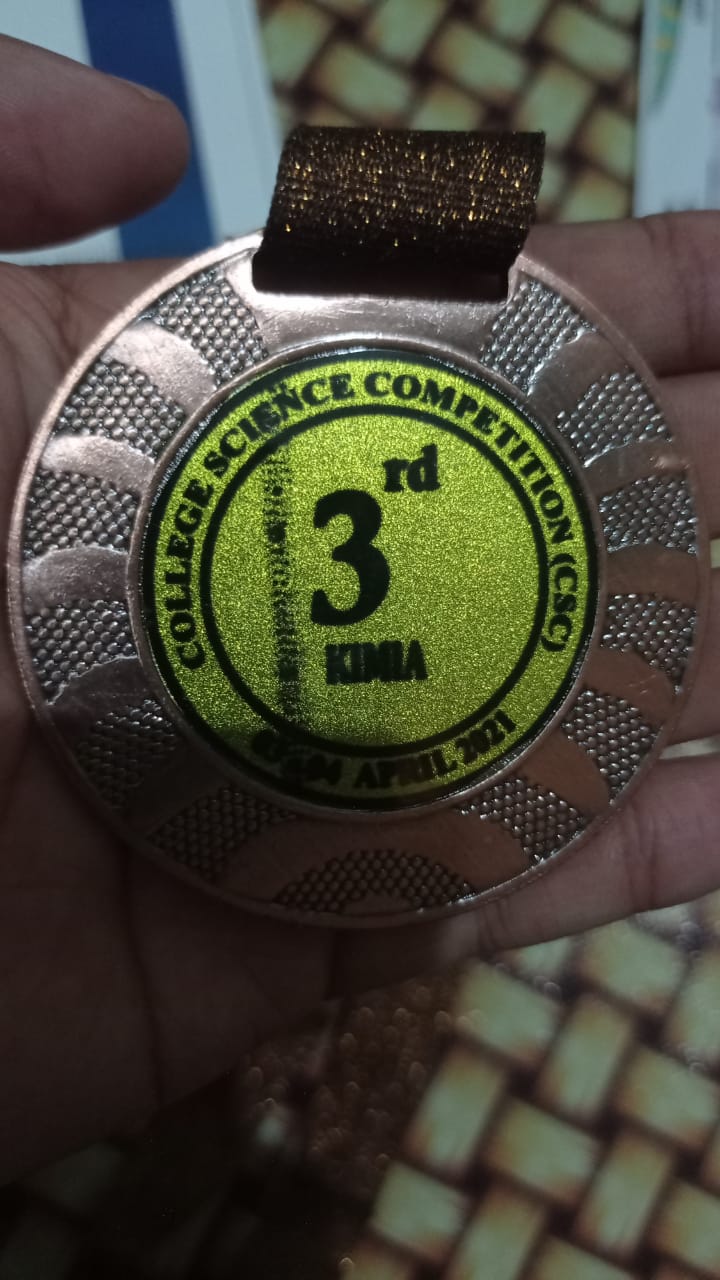 COLLEGE SCIENCE COMPETITION (CSC)
3rd
KIMIA
APRIL 2021